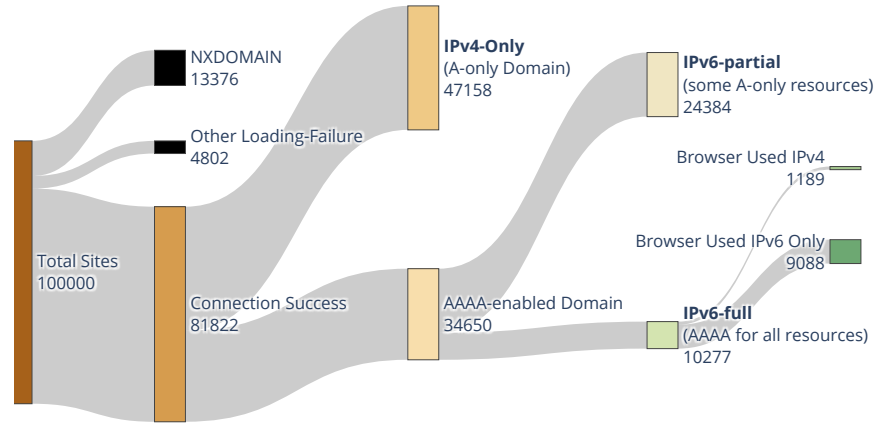 Total Sites
100000
NXDOMAIN
13376
Other Loading-Failure
4802
Connection Success
81822
IPv4-Only
(A-only Domain)
47158
AAAA-enabled Domain
34650
IPv6-partial
(some A-only resources)
24384
IPv6-full
(AAAA for all resources)
10277
Browser Used IPv4
1189
Browser Used IPv6 Only
9088